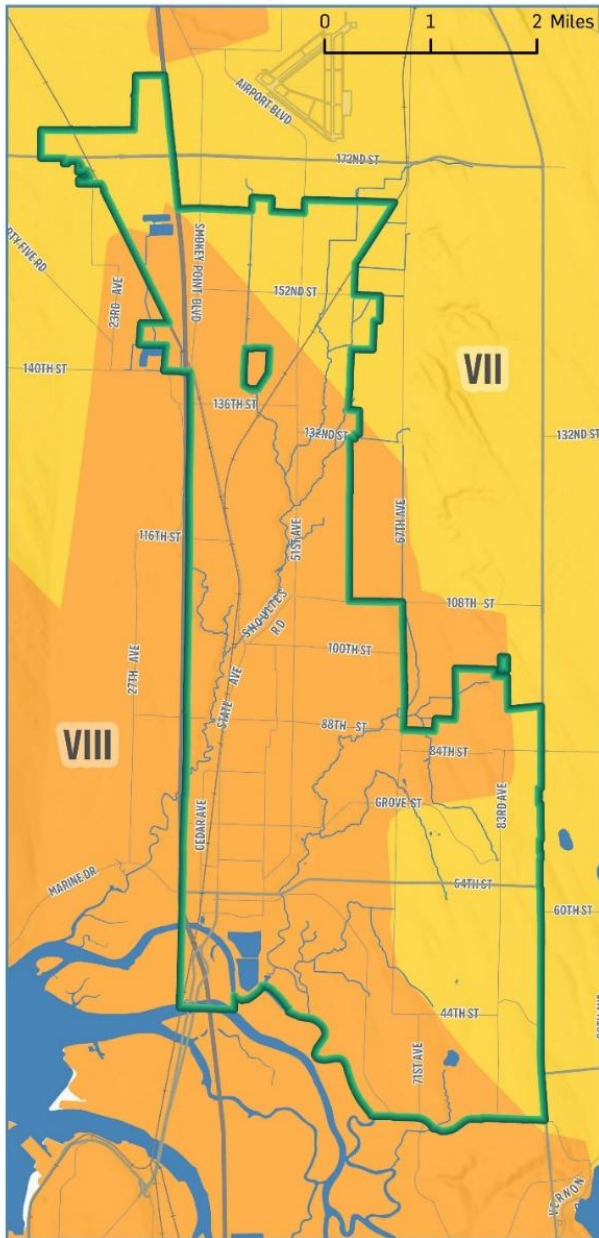 0 1 2 Miles
AIRPORT BLVD
172ND ST
SMOKEY POINT BLVD
23RD AVE
152ND ST
VII
140TH ST
136TH ST
132ND ST
132ND ST
67TH AVE
116TH ST
51ST AVE
SHOULTES RD
108TH ST
27TH AVE
100TH ST
STATE AVE
VIII
88TH ST
84TH ST
GROVE ST
83RD AVE
CEDAR AVE
MARINE DR
64TH ST
60TH ST
44TH ST
71ST AVE
VERNON